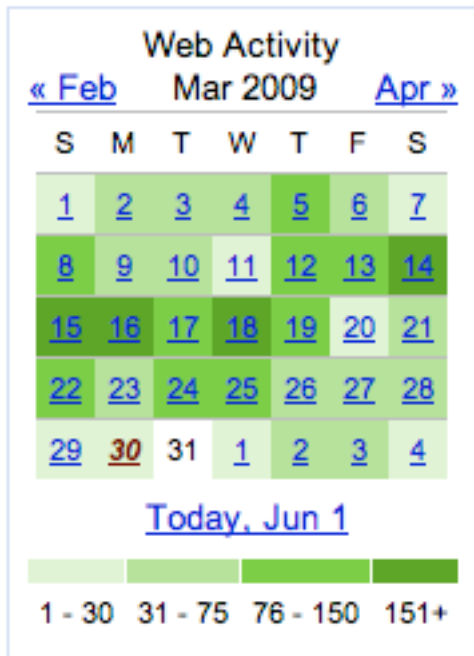 Web Activity
« Feb Mar 2009 Apr »
S M T W T F S
1 2 3 4 5 6 7
8 9 10 11 12 13 14
15 16 17 18 19 20 21
22 23 24 25 26 27 28
29 30 31 1 2 3 4
Today, Jun 1
1 - 30 31 - 75 76 - 150 151+